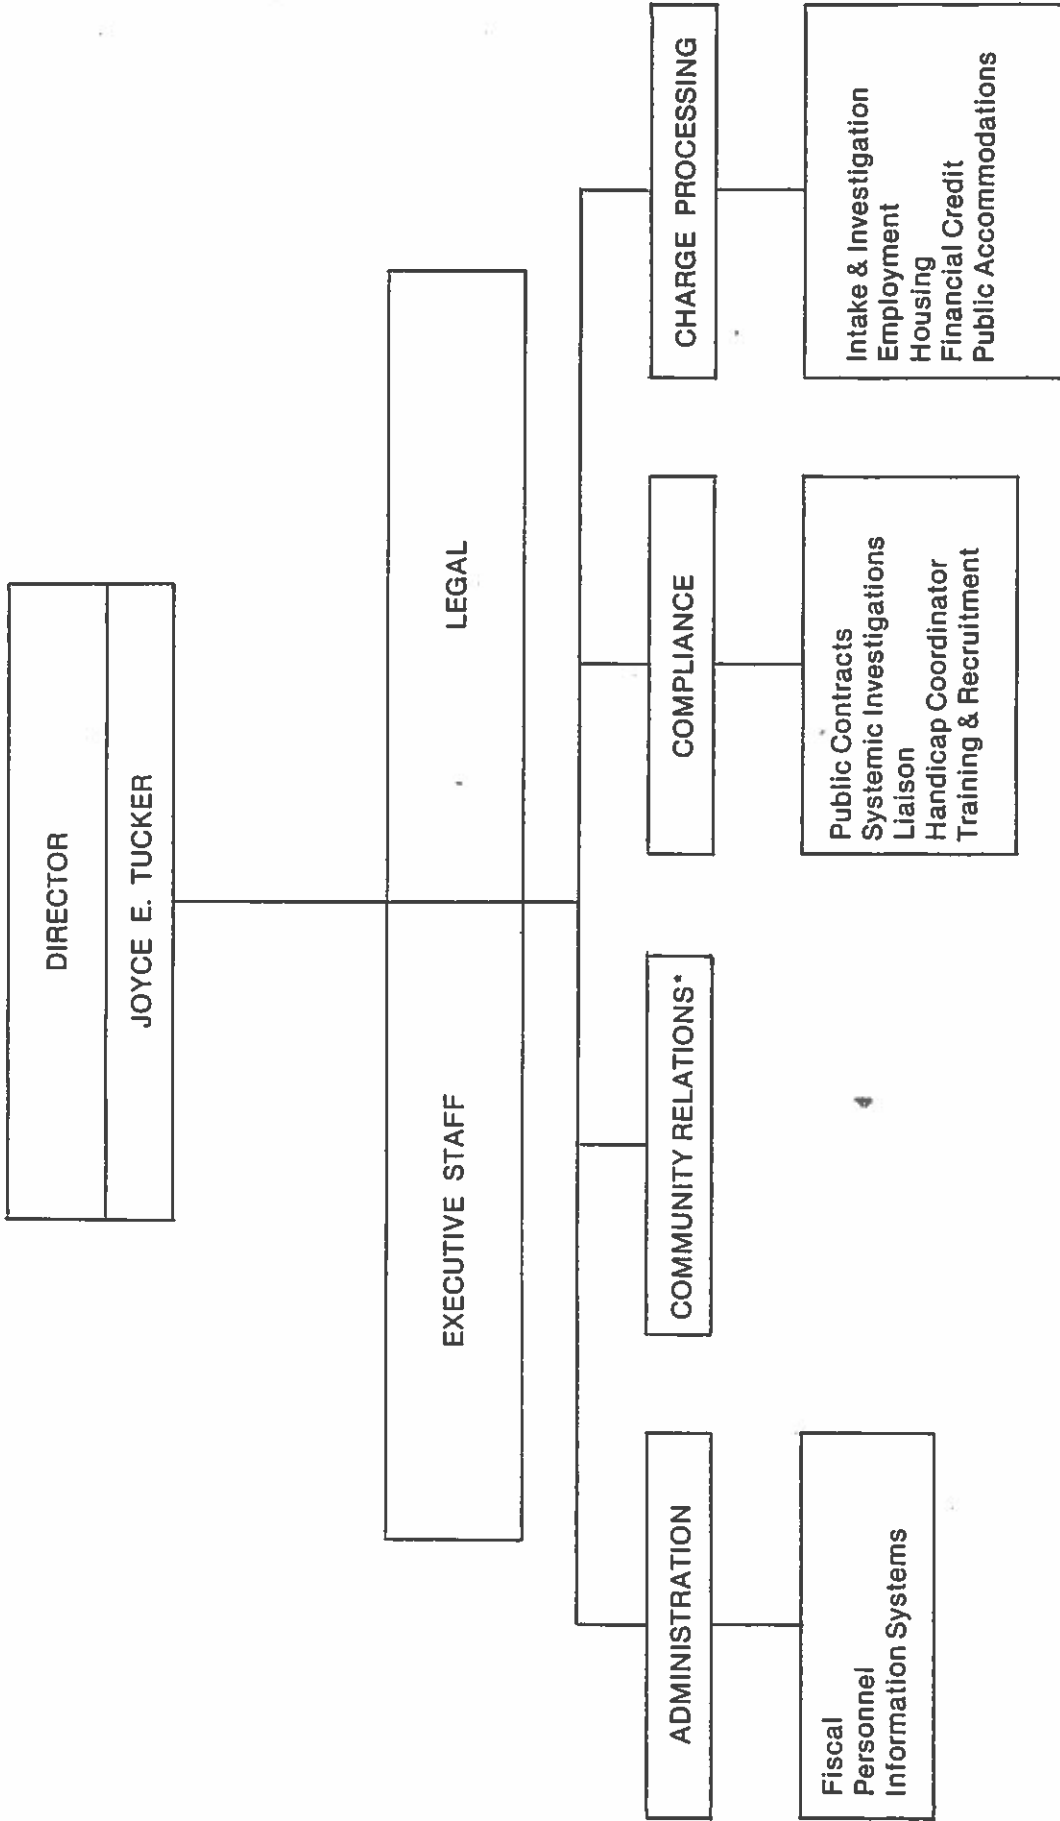 DIRECTOR
JOYCE E. TUCKER
EXECUTIVE STAFF
LEGAL
ADMINISTRATION
COMMUNITY RELATIONS*
COMPLIANCE
CHARGE PROCESSING
Fiscal
Personnel
Information Systems
Public Contracts
Systemic Investigations
Liaison
Handicap Coordinator
Training & Recruitment
Intake & Investigation
Employment
Housing
Financial Credit
Public Accommodations